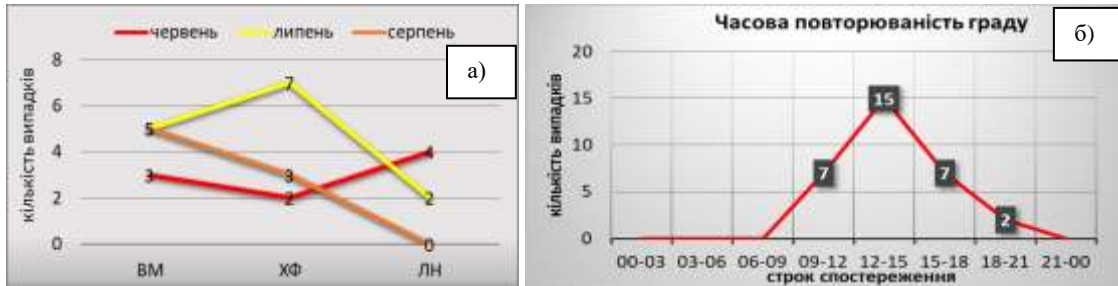 червень липень серпень
а)
кількість випадків
8
6
4
2
0
5
7
3
3
2
4
2
0
ВМ ХФ ЛН
Часова повторюваність граду
б)
кількість випадків
20
15
10
5
0
7
15
7
2
00-03 03-06 06-09 09-12 12-15 15-18 18-21 21-00
строк спостереження